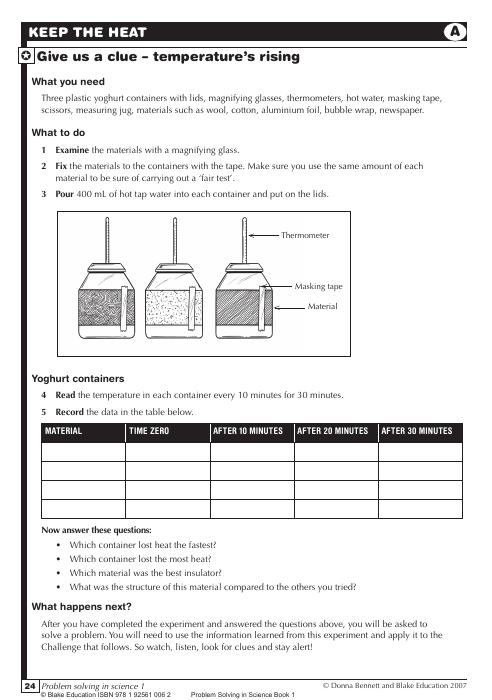 KEEP THE HEAT
A
Give us a clue – temperature's rising
What you need
Three plastic yoghurt containers with lids, magnifying glasses, thermometers, hot water, masking tape,
scissors, measuring jug, materials such as wool, cotton, aluminium foil, bubble wrap, newspaper.
What to do
1 Examine the materials with a magnifying glass.
2 Fix the materials to the containers with the tape. Make sure you use the same amount of each
material to be sure of carrying out a 'fair test'.
3 Pour 400 mL of hot tap water into each container and put on the lids.
Thermometer
Masking tape
Material
Yoghurt containers
4 Read the temperature in each container every 10 minutes for 30 minutes.
5 Record the data in the table below.
MATERIAL TIME ZERO AFTER 10 MINUTES AFTER 20 MINUTES AFTER 30 MINUTES
Now answer these questions:
• Which container lost heat the fastest?
• Which container lost the most heat?
• Which material was the best insulator?
• What was the structure of this material compared to the others you tried?
What happens next?
After you have completed the experiment and answered the questions above, you will be asked to
solve a problem. You will need to use the information learned from this experiment and apply it to the
Challenge that follows. So watch, listen, look for clues and stay alert!
24 Problem solving in science 1 © Donna Bennett and Blake Education 2007
© Blake Education ISBN 978 1 92561 006 2 Problem Solving in Science Book 1